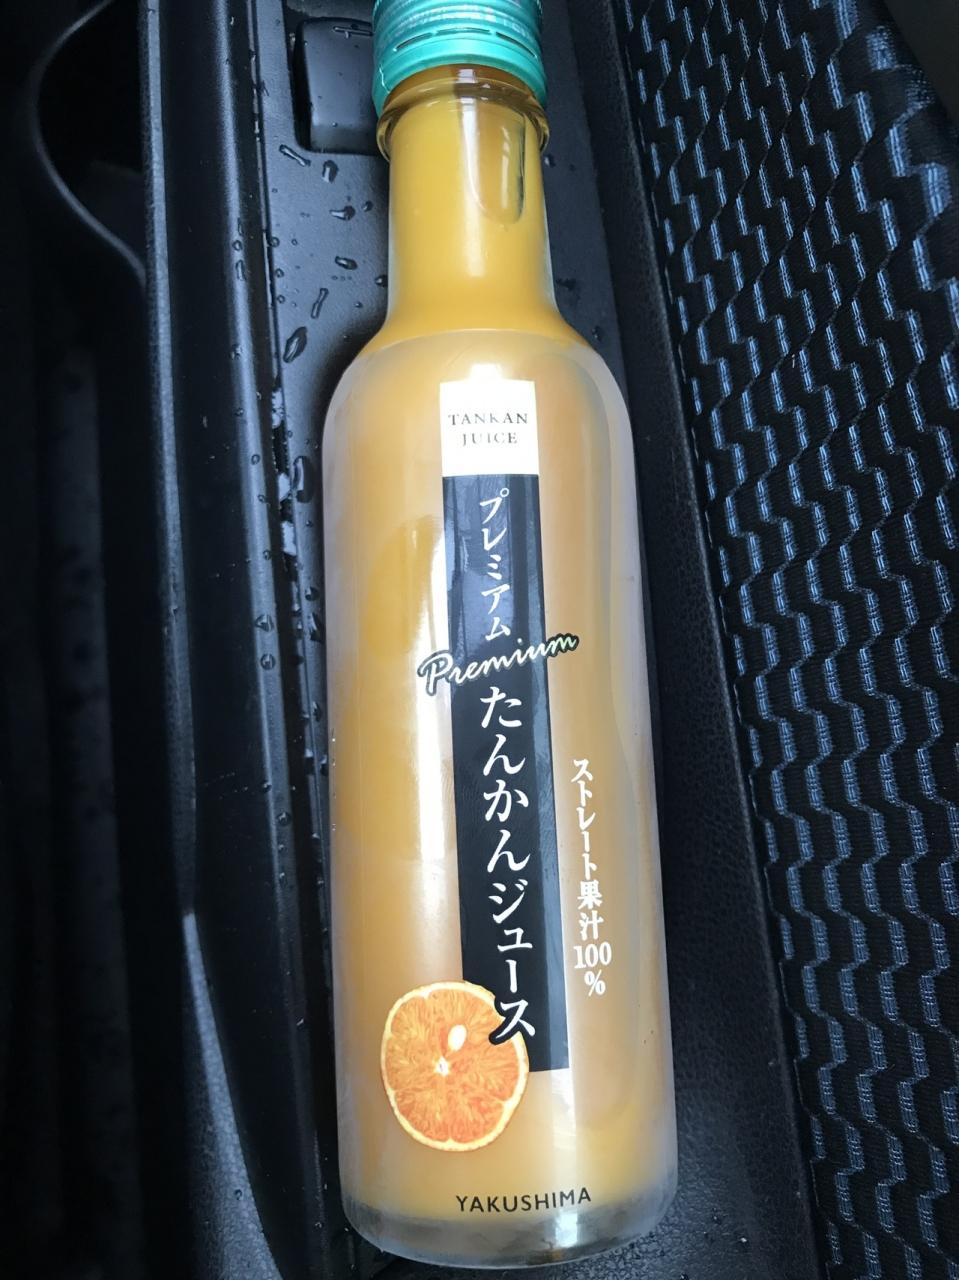 TANKAN
JUICE
プレミアム
Premium
たんかんジュース
ストレート果汁100%
YAKUSHIMA